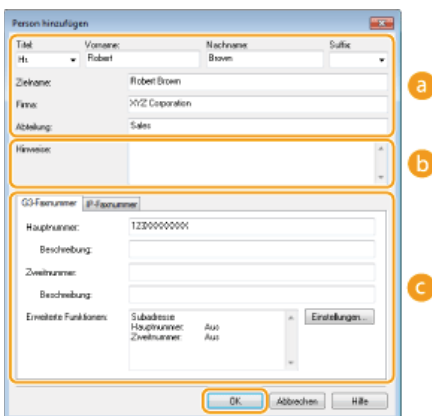 Person hinzufügen
Titel: Vorname: Nachname: Suffix:
Hr. Robert Brown
Zielname: Robert Brown
Firma: XYZ Corporation
Abteilung: Sales
a
Hinweise:
b
G3-Faxnummer IP-Faxnummer
Hauptnummer: 123XXXXXXX
Beschreibung:
Zweitnummer:
Beschreibung:
Erweiterte Funktionen: Subadresse Einstellungen...
Hauptnummer: Aus
Zweitnummer: Aus
c
OK Abbrechen Hilfe